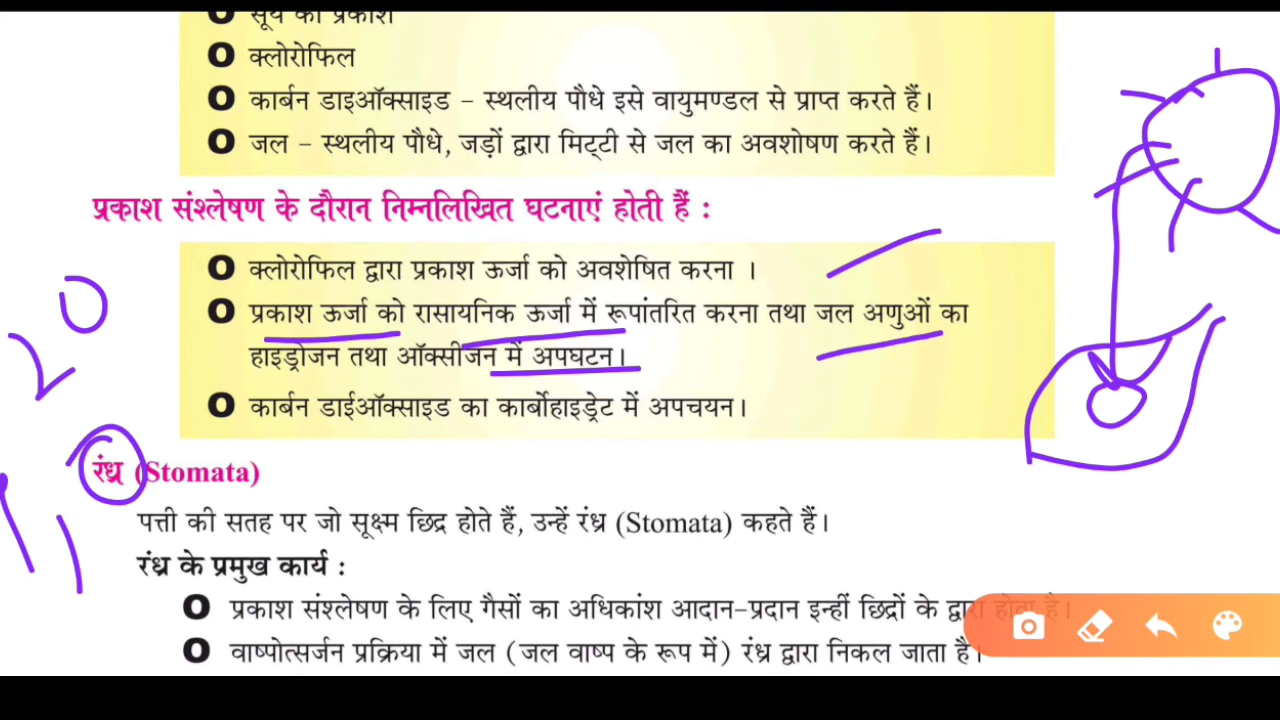 O सूर्य का प्रकाश
O क्लोरोफिल
O कार्बन डाइऑक्साइड – स्थलीय पौधे इसे वायुमण्डल से प्राप्त करते हैं।
O जल – स्थलीय पौधे, जड़ों द्वारा मिट्टी से जल का अवशोषण करते हैं।
प्रकाश संश्लेषण के दौरान निम्नलिखित घटनाएं होती हैं :
O क्लोरोफिल द्वारा प्रकाश ऊर्जा को अवशेषित करना ।
O प्रकाश ऊर्जा को रासायनिक ऊर्जा में रूपांतरित करना तथा जल अणुओं का
हाइड्रोजन तथा ऑक्सीजन में अपघटन।
O कार्बन डाईऑक्साइड का कार्बोहाइड्रेट में अपचयन।
रंध्र (Stomata)
पत्ती की सतह पर जो सूक्ष्म छिद्र होते हैं, उन्हें रंध्र (Stomata) कहते हैं।
रंध्र के प्रमुख कार्य :
O प्रकाश संश्लेषण के लिए गैसों का अधिकांश आदान-प्रदान इन्हीं छिद्रों के द्वारा होता है।
O वाष्पोत्सर्जन प्रक्रिया में जल (जल वाष्प के रूप में) रंध्र द्वारा निकल जाता है।